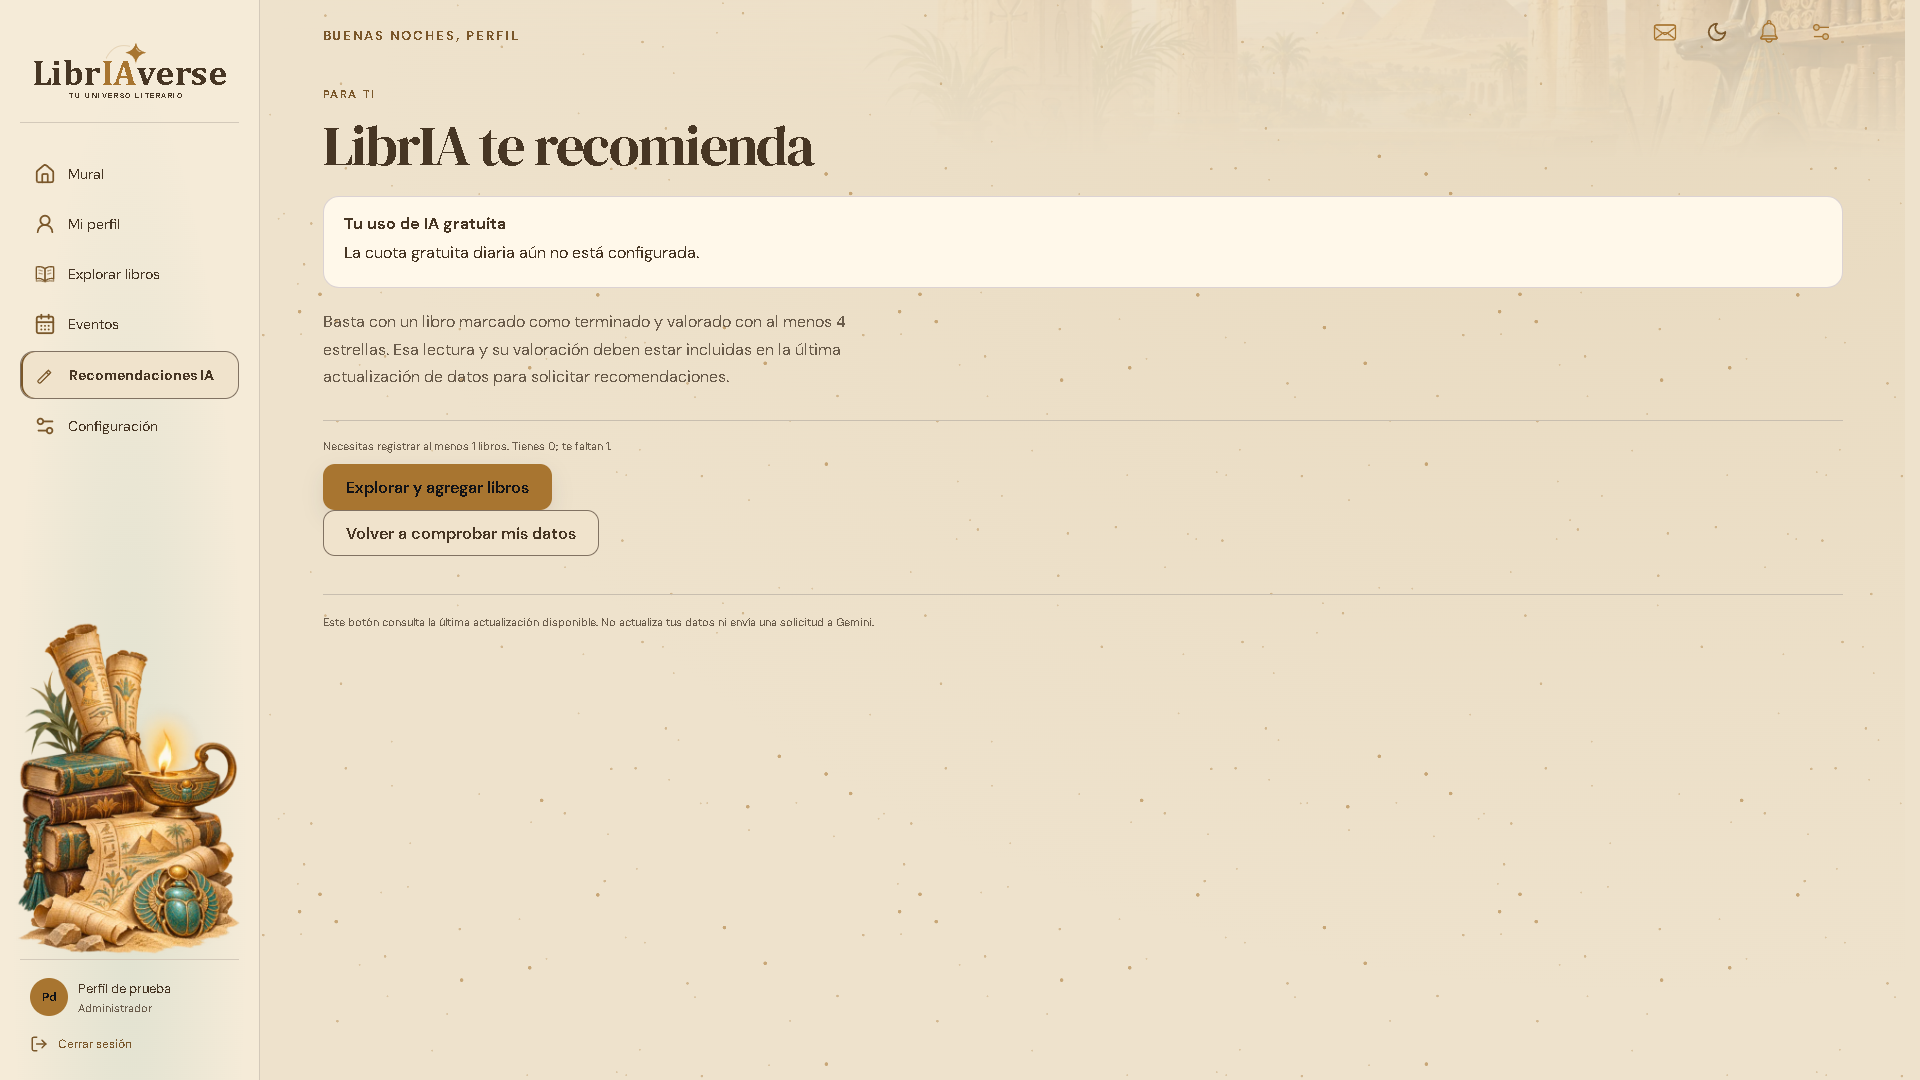 LibrIAverse
TU UNIVERSO LITERARIO
Mural
Mi perfil
Explorar libros
Eventos
Recomendaciones IA
Configuración
Pd
Perfil de prueba
Administrador
Cerrar sesión
BUENAS NOCHES, PERFIL
PARA TI
LibrIA te recomienda
Tu uso de IA gratuita
La cuota gratuita diaria aún no está configurada.
Basta con un libro marcado como terminado y valorado con al menos 4
estrellas. Esa lectura y su valoración deben estar incluidas en la última
actualización de datos para solicitar recomendaciones.
Necesitas registrar al menos 1 libros. Tienes 0; te faltan 1.
Explorar y agregar libros
Volver a comprobar mis datos
Este botón consulta la última actualización disponible. No actualiza tus datos ni envía una solicitud a Gemini.